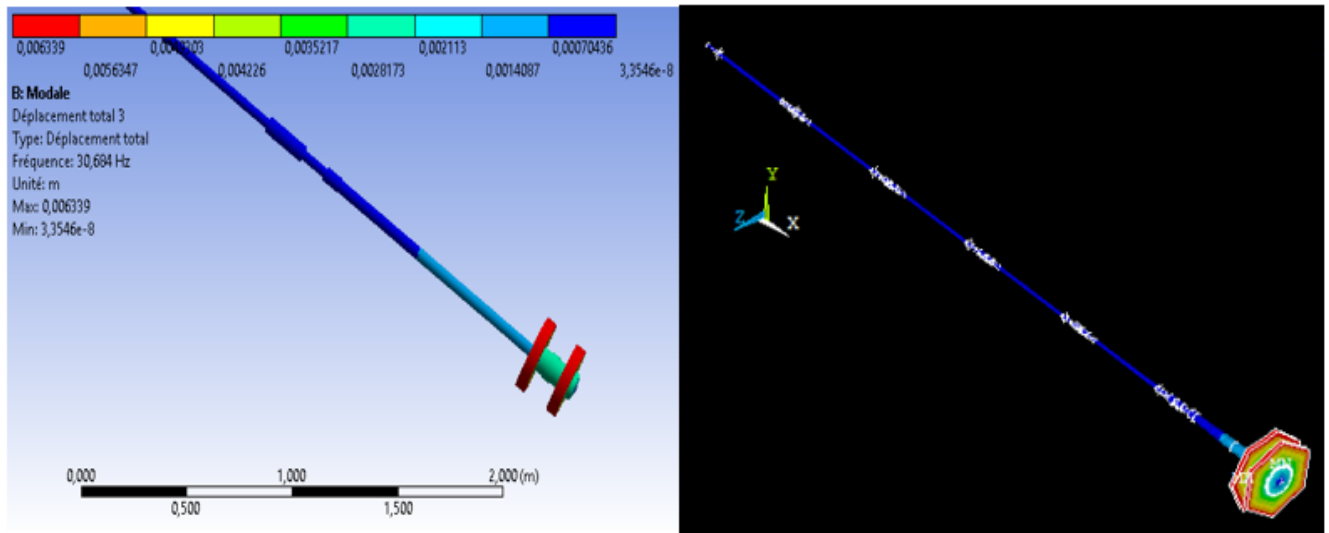 0,006339
0,0035217
0,002113
0,00070436
0,0056347
0,004226
0,0028173
0,0014087
3,3546e-8
B: Modale
Déplacement total 3
Type: Déplacement total
Fréquence: 30,684 Hz
Unité: m
Max: 0,006339
Min: 3,3546e-8
0,000
1,000
2,000 (m)
0,500
1,500
Y
Z
X
MN
MX